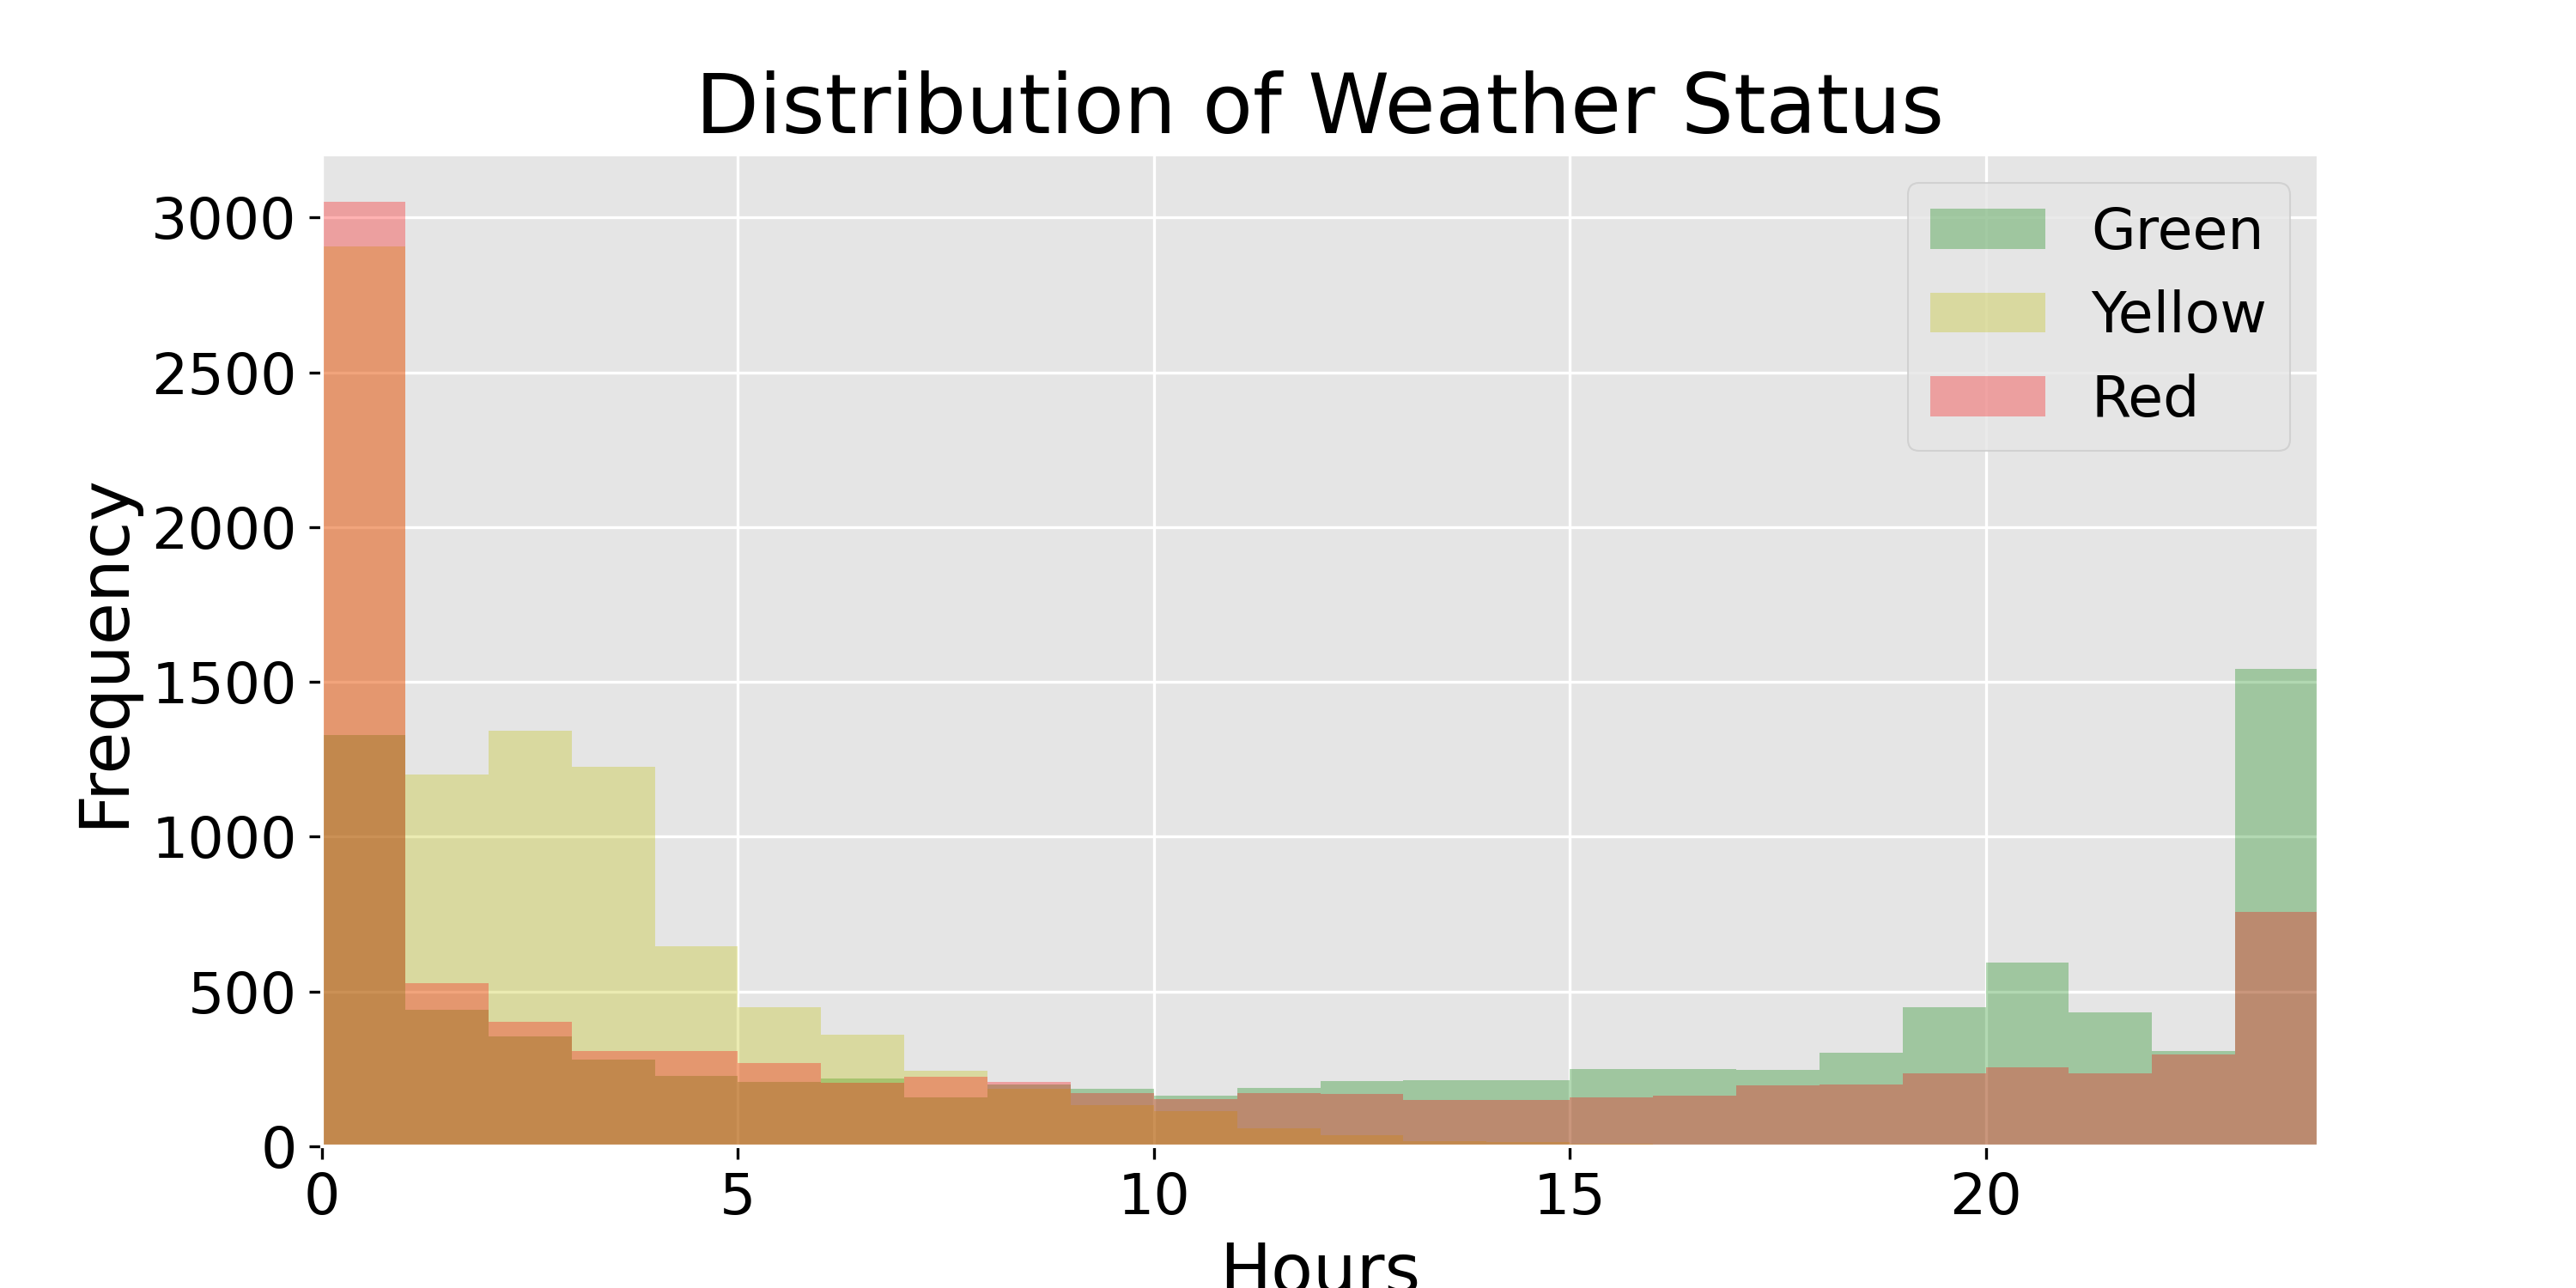 Distribution of Weather Status
Frequency
3000
2500
2000
1500
1000
500
0
0 5 10 15 20
Hours
Green
Yellow
Red